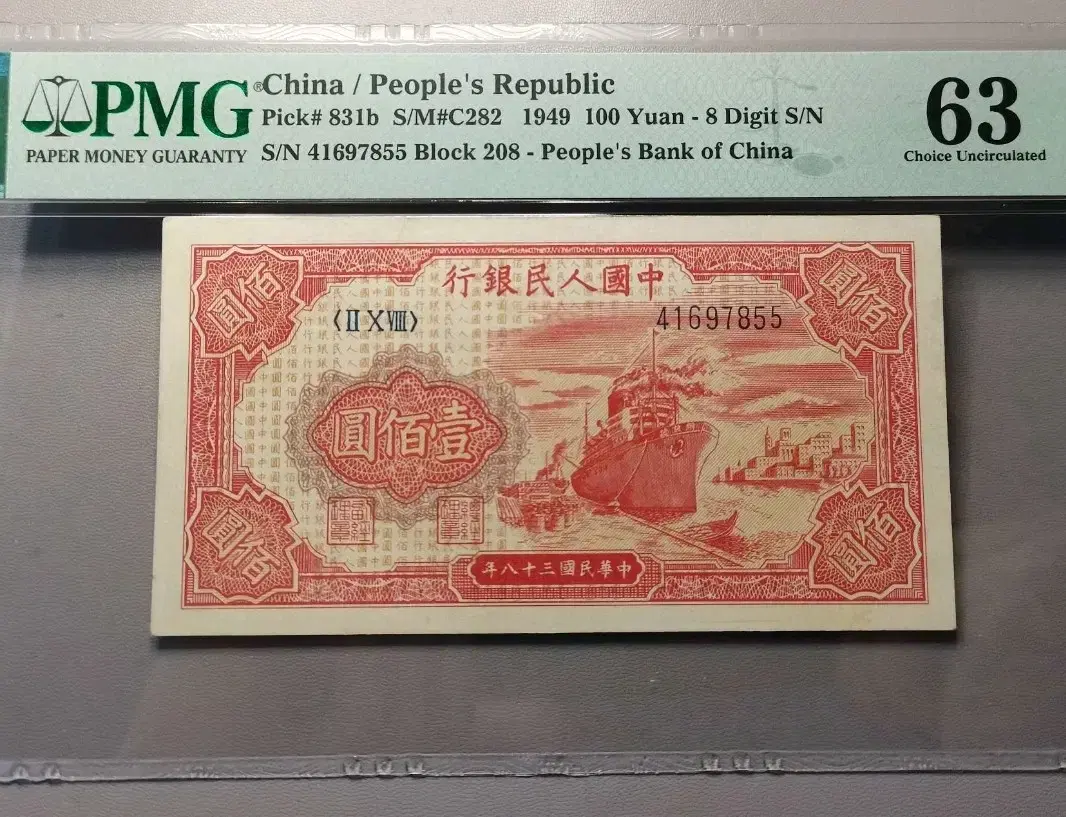 PMG®
PAPER MONEY GUARANTY
China / People's Republic
Pick# 831b S/M#C282 1949 100 Yuan - 8 Digit S/N
S/N 41697855 Block 208 - People's Bank of China
63
Choice Uncirculated
行銀民人國中
圓佰
圓佰
〈ⅡⅩⅧ〉
41697855
圓佰壹
圓佰
圓佰
年八十三國民華中